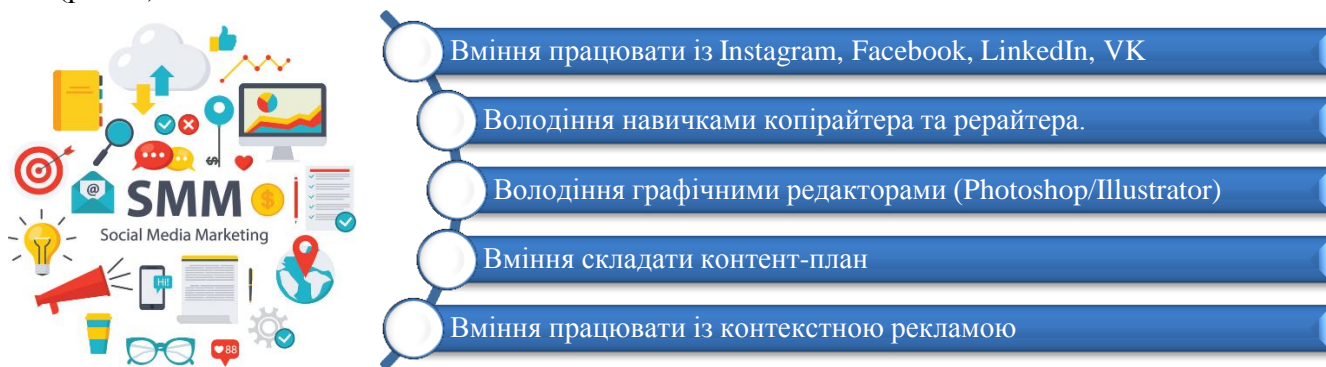 Вміння працювати із Instagram, Facebook, LinkedIn, VK
Володіння навичками копірайтера та рерайтера.
Володіння графічними редакторами (Photoshop/Illustrator)
Вміння складати контент-план
Вміння працювати із контекстною рекламою
@
$
SMM
$
Social Media Marketing
Hi!
88